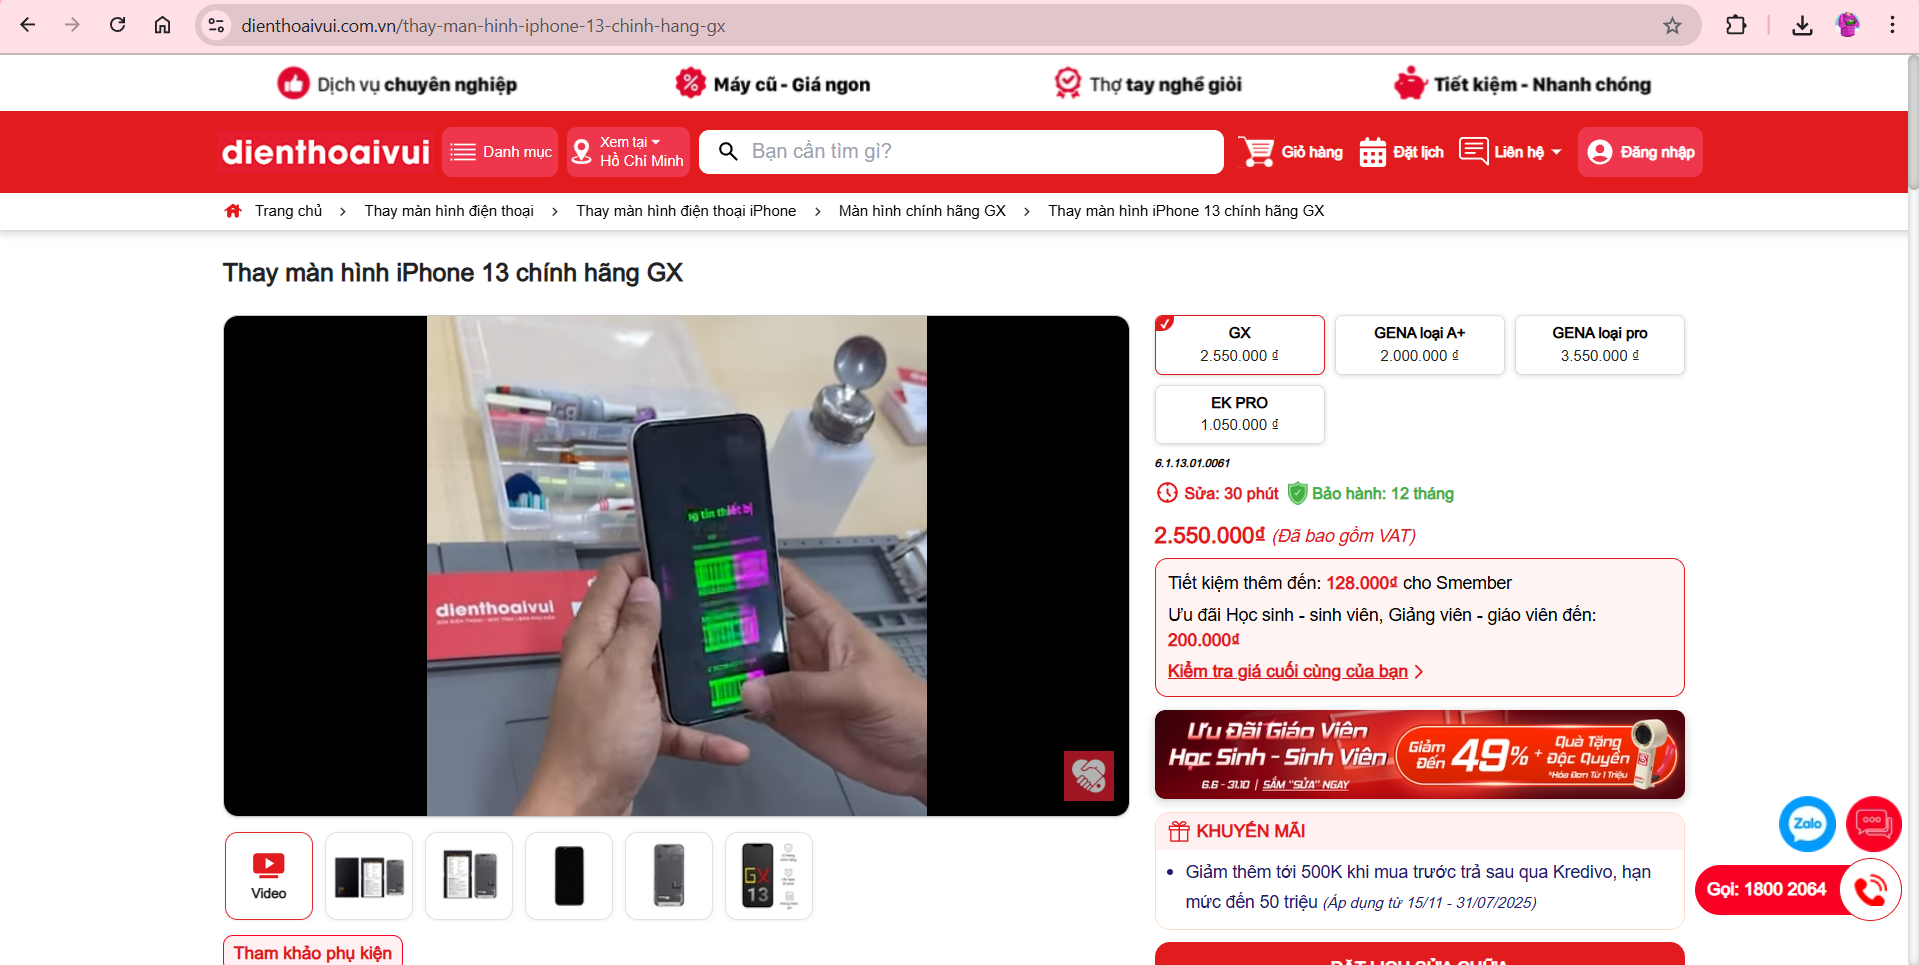 dienthoaivui.com.vn/thay-man-hinh-iphone-13-chinh-hang-gx
Dịch vụ chuyên nghiệp
Máy cũ - Giá ngon
Thợ tay nghề giỏi
Tiết kiệm - Nhanh chóng
dienthoaivui
Danh mục
Xem tại
Hồ Chí Minh
Bạn cần tìm gì?
Giỏ hàng
Đặt lịch
Liên hệ
Đăng nhập
Trang chủ
Thay màn hình điện thoại
Thay màn hình điện thoại iPhone
Màn hình chính hãng GX
Thay màn hình iPhone 13 chính hãng GX
Thay màn hình iPhone 13 chính hãng GX
GX
2.550.000 ₫
GENA loại A+
2.000.000 ₫
GENA loại pro
3.550.000 ₫
EK PRO
1.050.000 ₫
6.1.13.01.0061
Sửa: 30 phút
Bảo hành: 12 tháng
2.550.000₫ (Đã bao gồm VAT)
Tiết kiệm thêm đến: 128.000₫ cho Smember
Ưu đãi Học sinh - sinh viên, Giảng viên - giáo viên đến:
200.000₫
Kiểm tra giá cuối cùng của bạn
Ưu Đãi Giáo Viên
Học Sinh - Sinh Viên
6.6 - 31.10 | SẮM "SỬA" NGAY
Giảm
Đến
49%
+
Quà Tặng
Độc Quyền
*Hóa Đơn Từ 1 Triệu
KHUYẾN MÃI
Giảm thêm tới 500K khi mua trước trả sau qua Kredivo, hạn
mức đến 50 triệu (Áp dụng từ 15/11 - 31/07/2025)
ĐẶT LỊCH SỬA CHỮA
g tin thiết bị
dienthoaivui
Video
GX
13
Tham khảo phụ kiện
Zalo
Gọi: 1800 2064